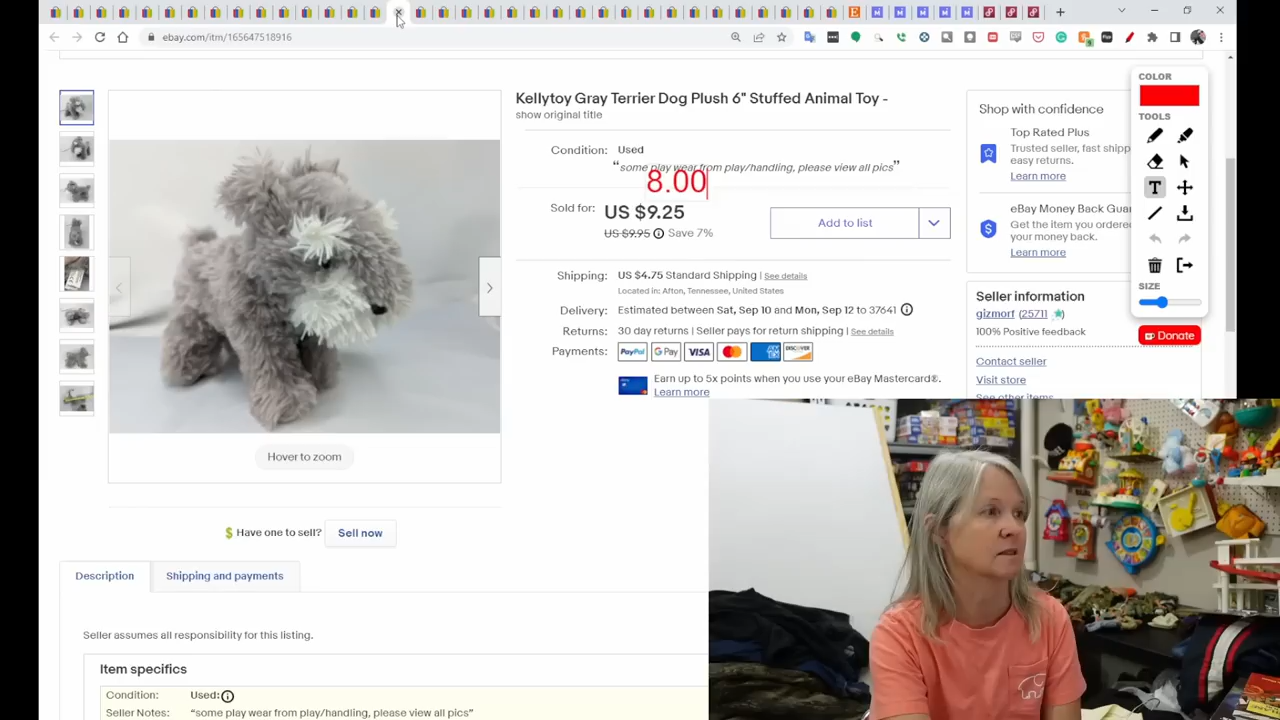 ebay.com/itm/165647518916
COLOR
TOOLS
T
SIZE
Donate
Kellytoy Gray Terrier Dog Plush 6" Stuffed Animal Toy -
show original title
Condition: Used
“some play wear from play/handling, please view all pics”
8.00
Sold for: US $9.25
US $9.95 Save 7%
Add to list
Shipping: US $4.75 Standard Shipping | See details
Located in: Afton, Tennessee, United States
Delivery: Estimated between Sat, Sep 10 and Mon, Sep 12 to 37641
Returns: 30 day returns | Seller pays for return shipping | See details
Payments: PayPal G Pay VISA DISCOVER
Earn up to 5x points when you use your eBay Mastercard®.
Learn more
Shop with confidence
Top Rated Plus
Trusted seller, fast shipp
easy returns.
Learn more
eBay Money Back Guar
Get the item you ordered
your money back.
Learn more
Seller information
gizmorf (25711 )
100% Positive feedback
Contact seller
Visit store
See other items
Hover to zoom
Have one to sell? Sell now
Description
Shipping and payments
Seller assumes all responsibility for this listing.
Item specifics
Condition: Used:
Seller Notes: “some play wear from play/handling, please view all pics”